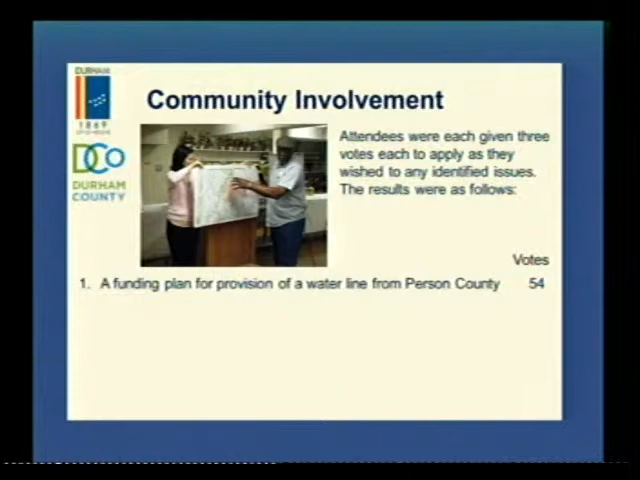 DURHAM
1869
Community Involvement
DCo
DURHAM
COUNTY
Attendees were each given three
votes each to apply as they
wished to any identified issues.
The results were as follows:
Votes
1. A funding plan for provision of a water line from Person County 54